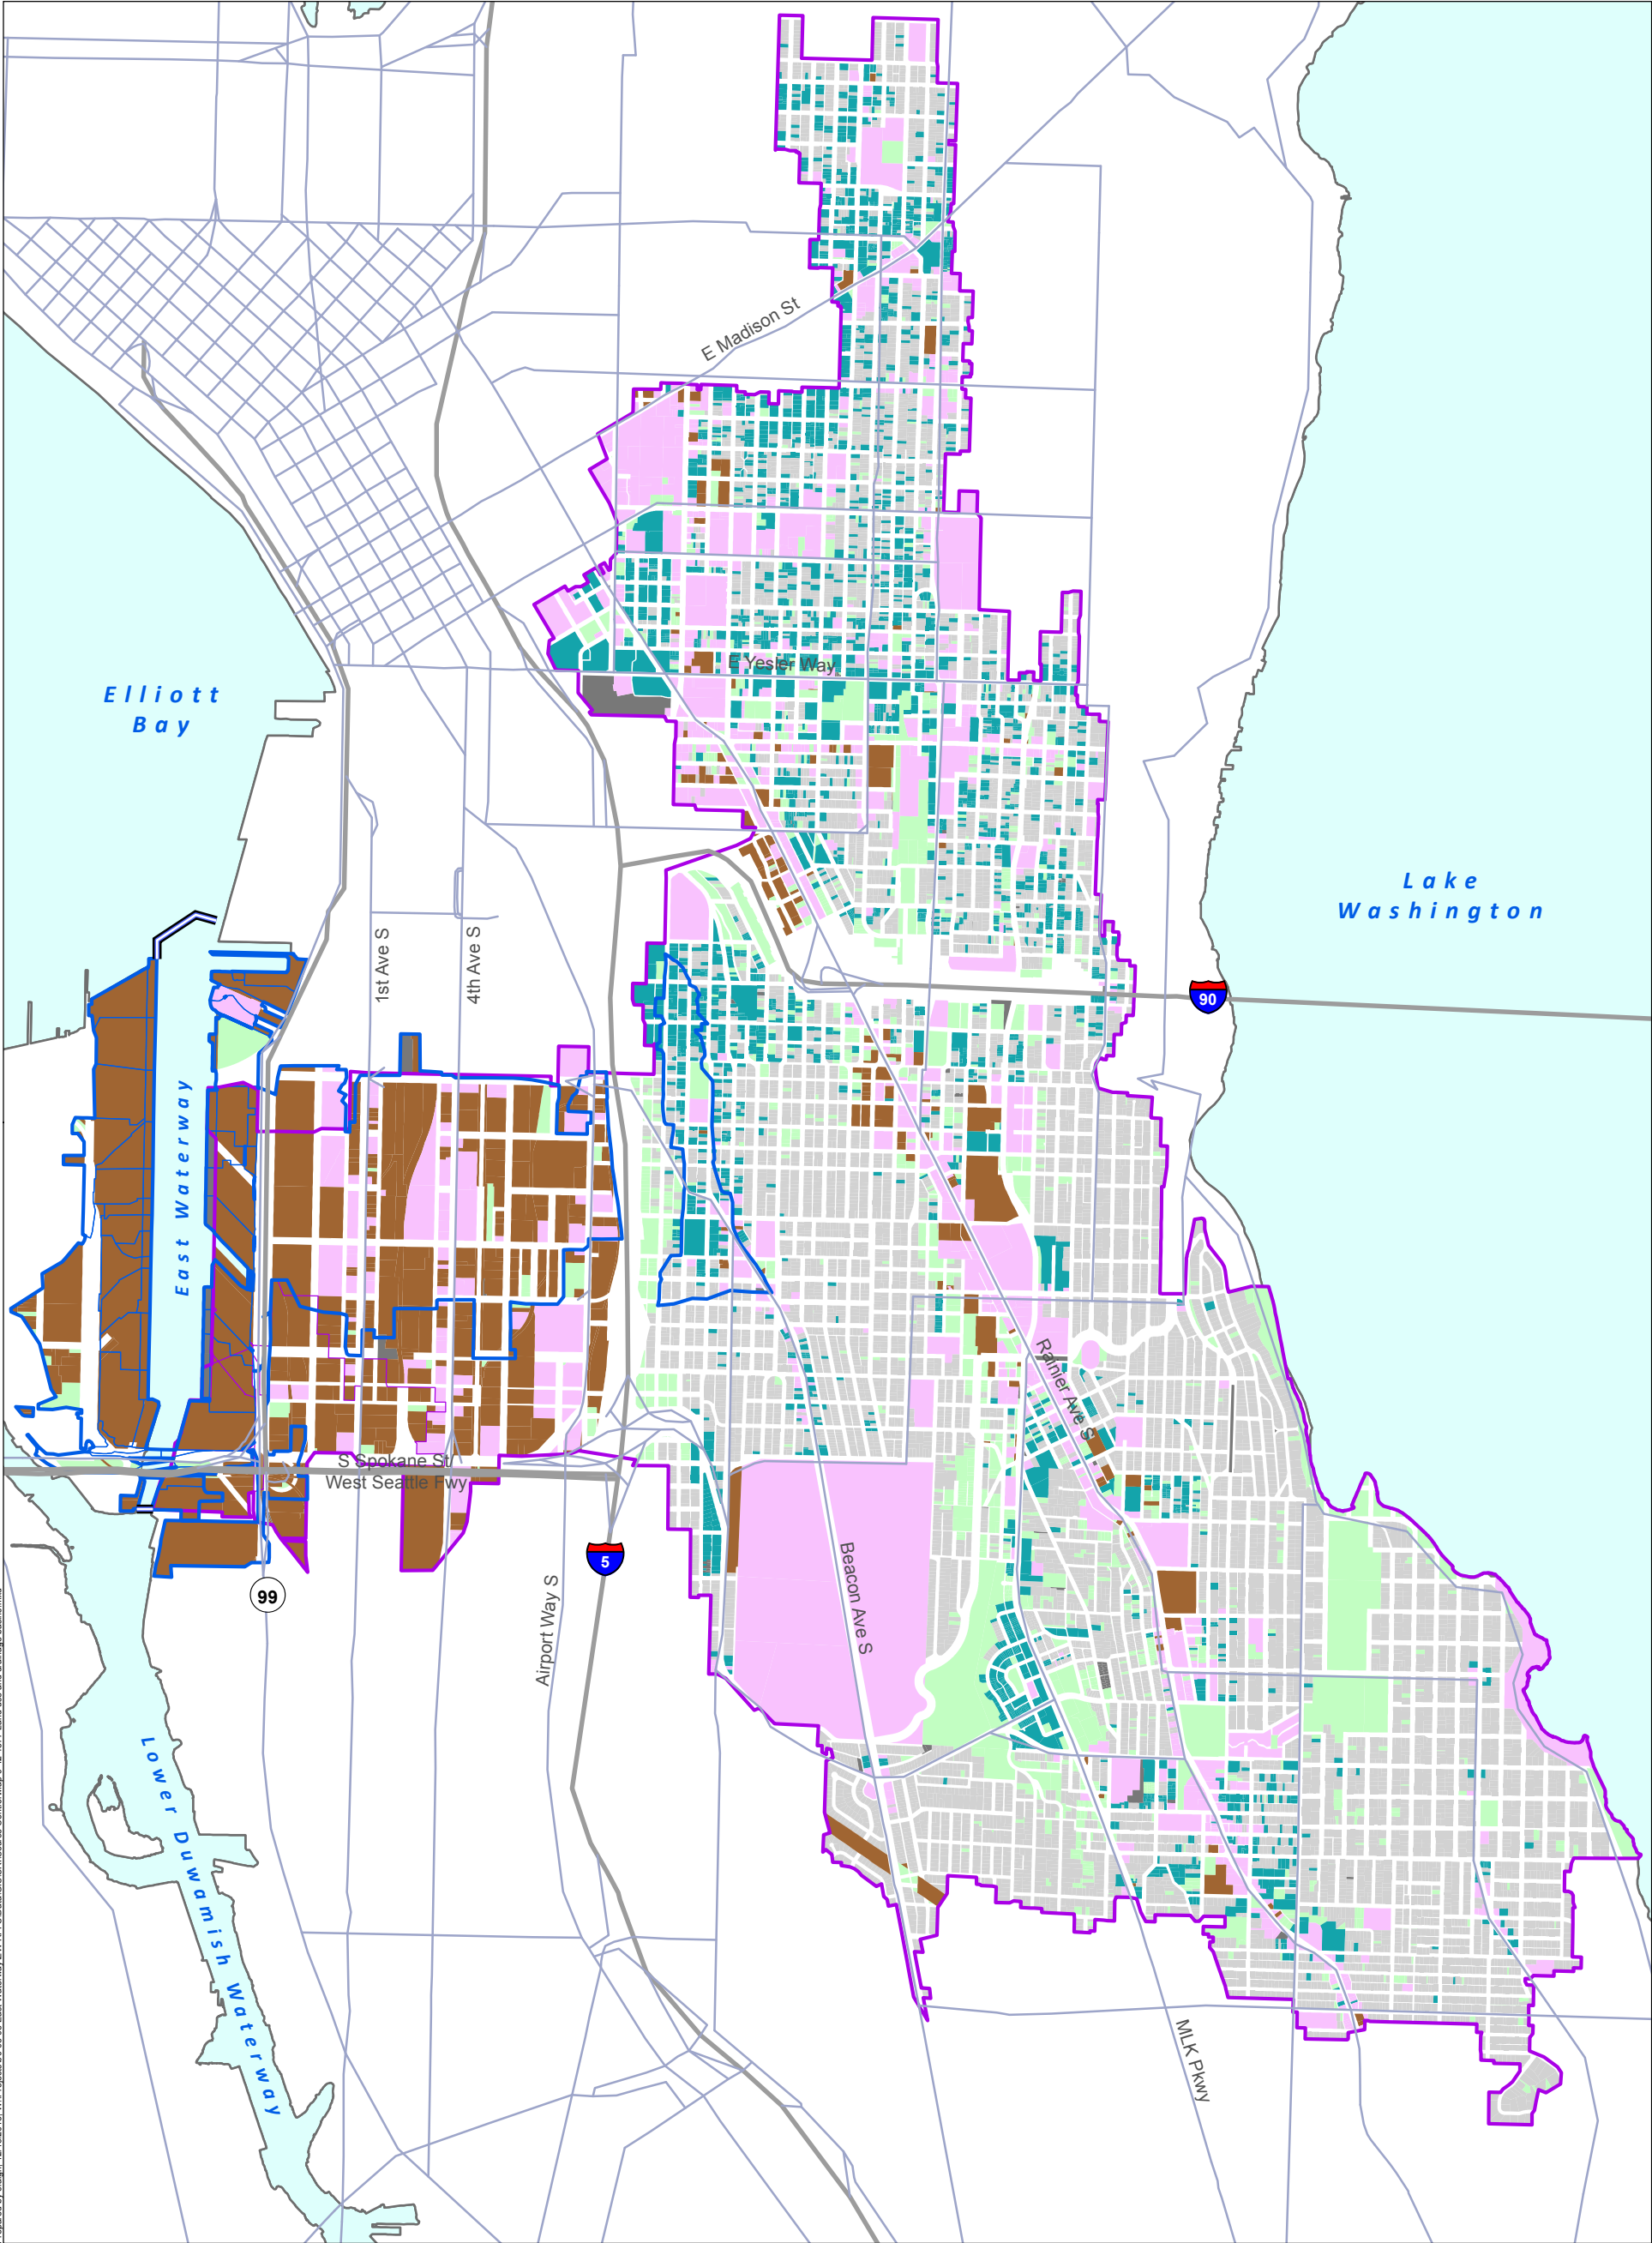 E Madison St
E Yesler Way
Elliott
Bay
Lake
Washington
1st Ave S
4th Ave S
90
East Waterway
Rainier Ave S
S Spokane St/
West Seattle Fwy
5
99
Beacon Ave S
Airport Way S
Lower Duwamish Waterway
MLK Pkwy